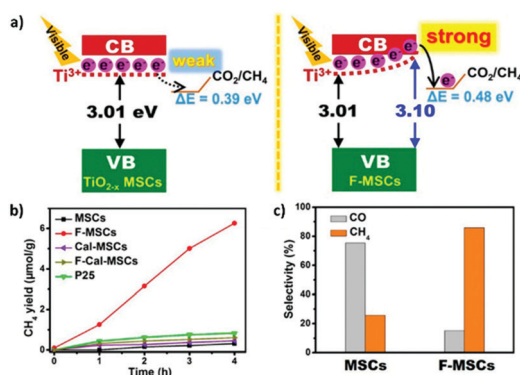 a)
Visible
CB
e⁻ e⁻ e⁻ e⁻ e⁻
weak
Ti³⁺
CO₂/CH₄
ΔE = 0.39 eV
3.01 eV
VB
TiO₂₋ₓ MSCs
Visible
CB
e⁻ e⁻ e⁻ e⁻ e⁻
strong
Ti³⁺
e⁻
CO₂/CH₄
ΔE = 0.48 eV
3.01
3.10
VB
F-MSCs
b)
MSCs
F-MSCs
Cal-MSCs
F-Cal-MSCs
P25
CH₄ yield (μmol/g)
6
4
2
0
0 1 2 3 4
Time (h)
c)
CO
CH₄
Selectivity (%)
100
80
60
40
20
0
MSCs F-MSCs